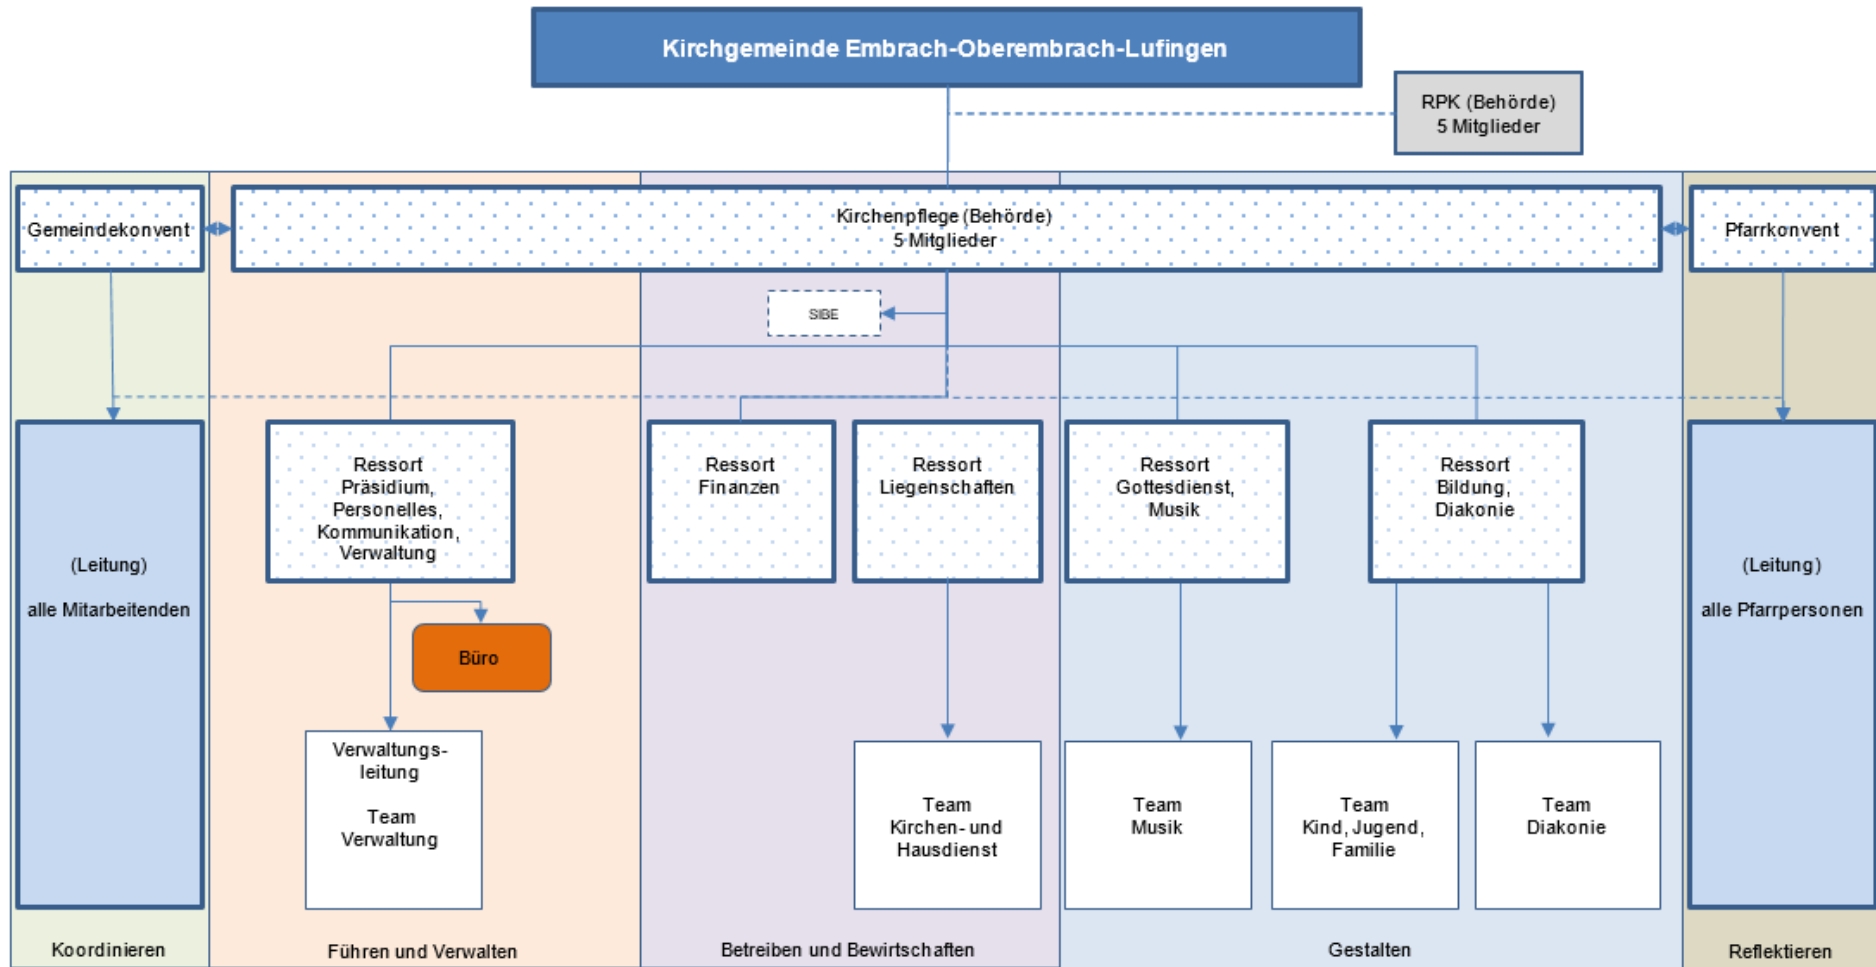 Kirchgemeinde Embrach-Oberembrach-Lufingen
RPK (Behörde)
5 Mitglieder
Gemeindekonvent
Kirchenpflege (Behörde)
5 Mitglieder
Pfarrkonvent
SIBE
Ressort
Präsidium,
Personelles,
Kommunikation,
Verwaltung
Ressort
Finanzen
Ressort
Liegenschaften
Ressort
Gottesdienst,
Musik
Ressort
Bildung,
Diakonie
(Leitung)
alle Mitarbeitenden
(Leitung)
alle Pfarrpersonen
Büro
Verwaltungs-
leitung
Team
Verwaltung
Team
Kirchen- und
Hausdienst
Team
Musik
Team
Kind, Jugend,
Familie
Team
Diakonie
Koordinieren
Führen und Verwalten
Betreiben und Bewirtschaften
Gestalten
Reflektieren